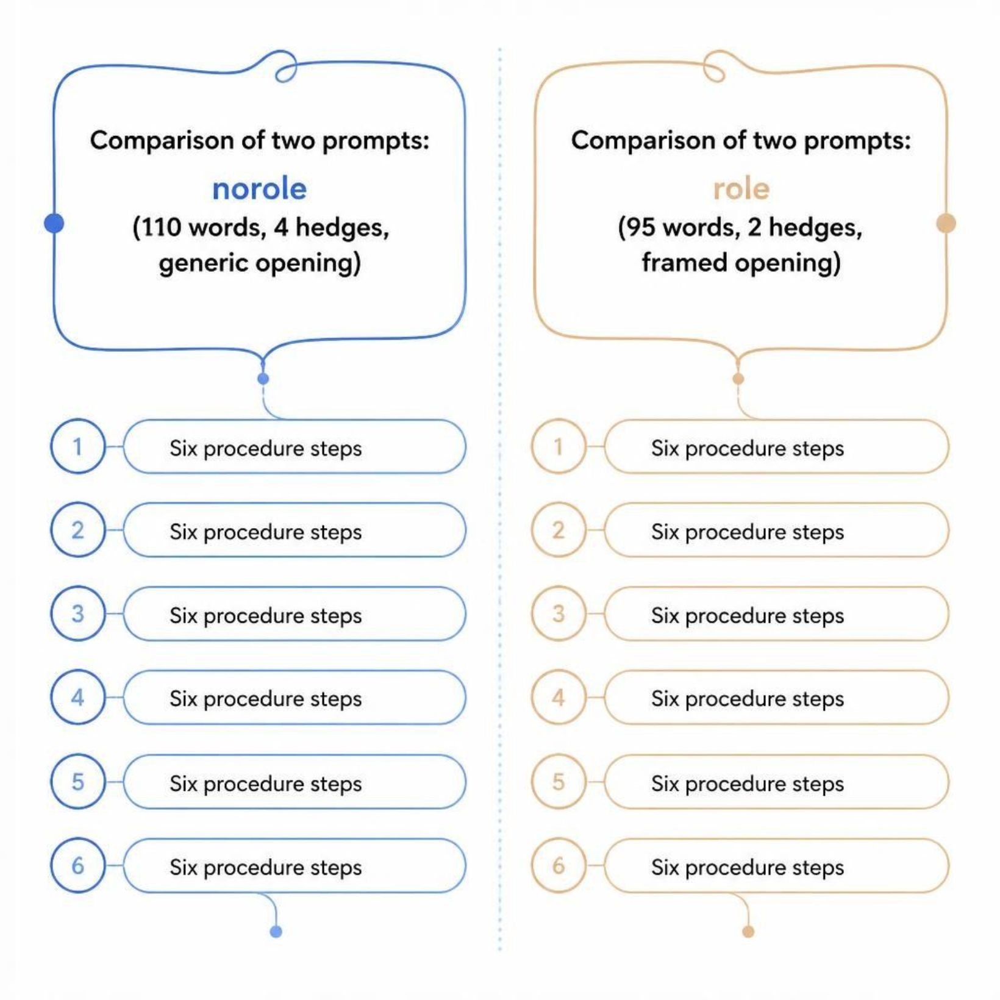 Comparison of two prompts:
norole
(110 words, 4 hedges,
generic opening)
1 Six procedure steps
2 Six procedure steps
3 Six procedure steps
4 Six procedure steps
5 Six procedure steps
6 Six procedure steps
Comparison of two prompts:
role
(95 words, 2 hedges,
framed opening)
1 Six procedure steps
2 Six procedure steps
3 Six procedure steps
4 Six procedure steps
5 Six procedure steps
6 Six procedure steps